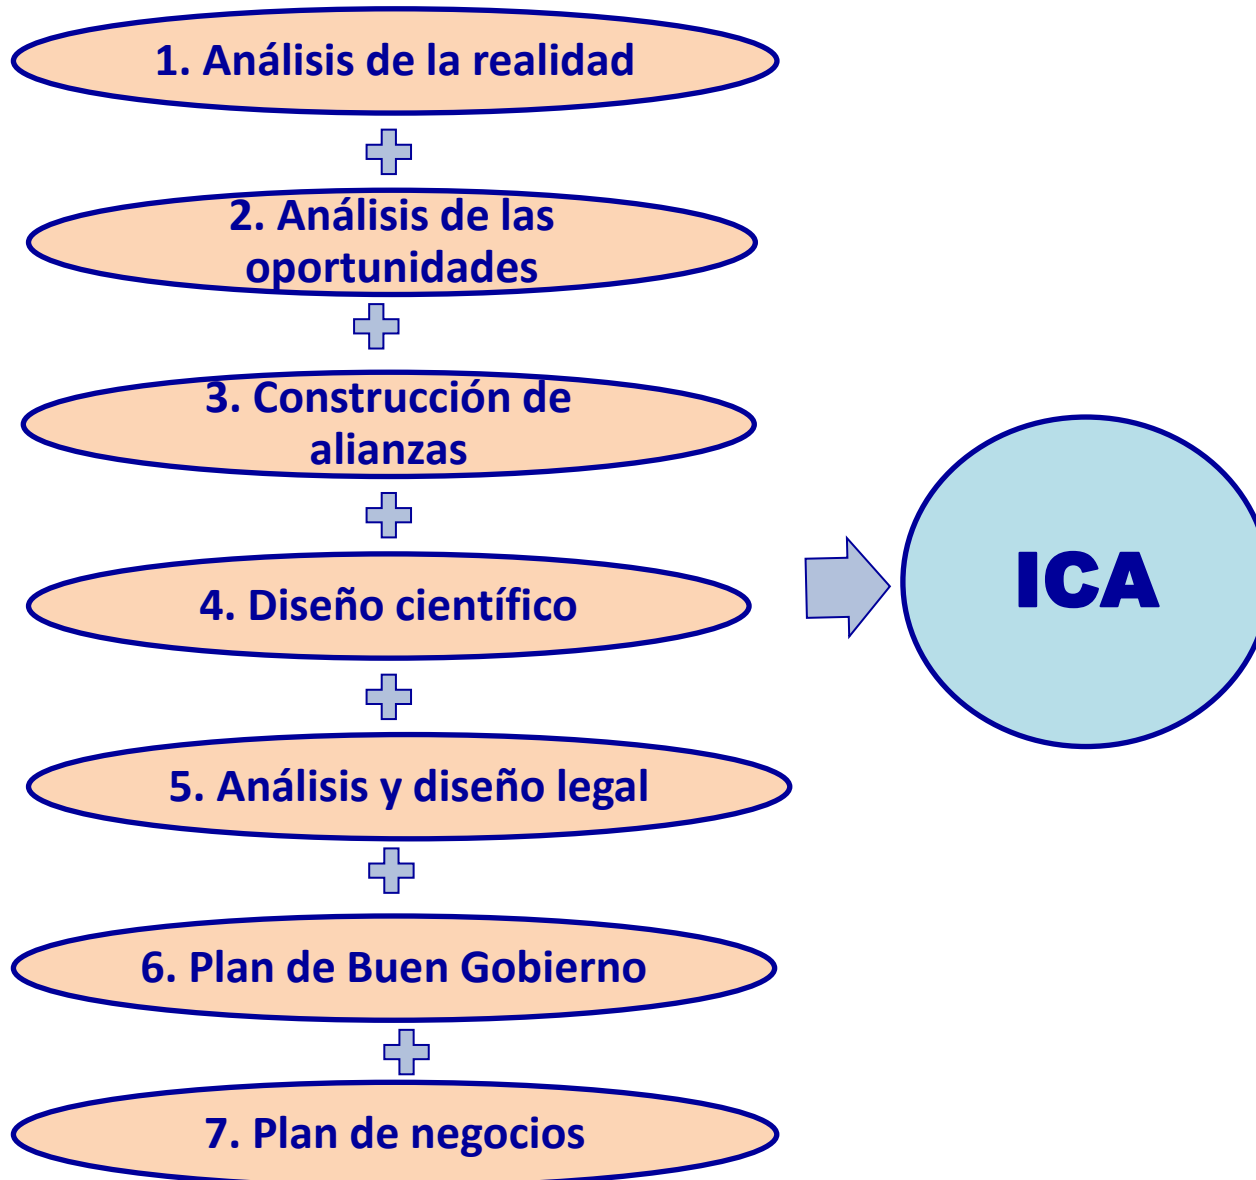 1. Análisis de la realidad
2. Análisis de las
oportunidades
3. Construcción de
alianzas
4. Diseño científico
ICA
5. Análisis y diseño legal
6. Plan de Buen Gobierno
7. Plan de negocios